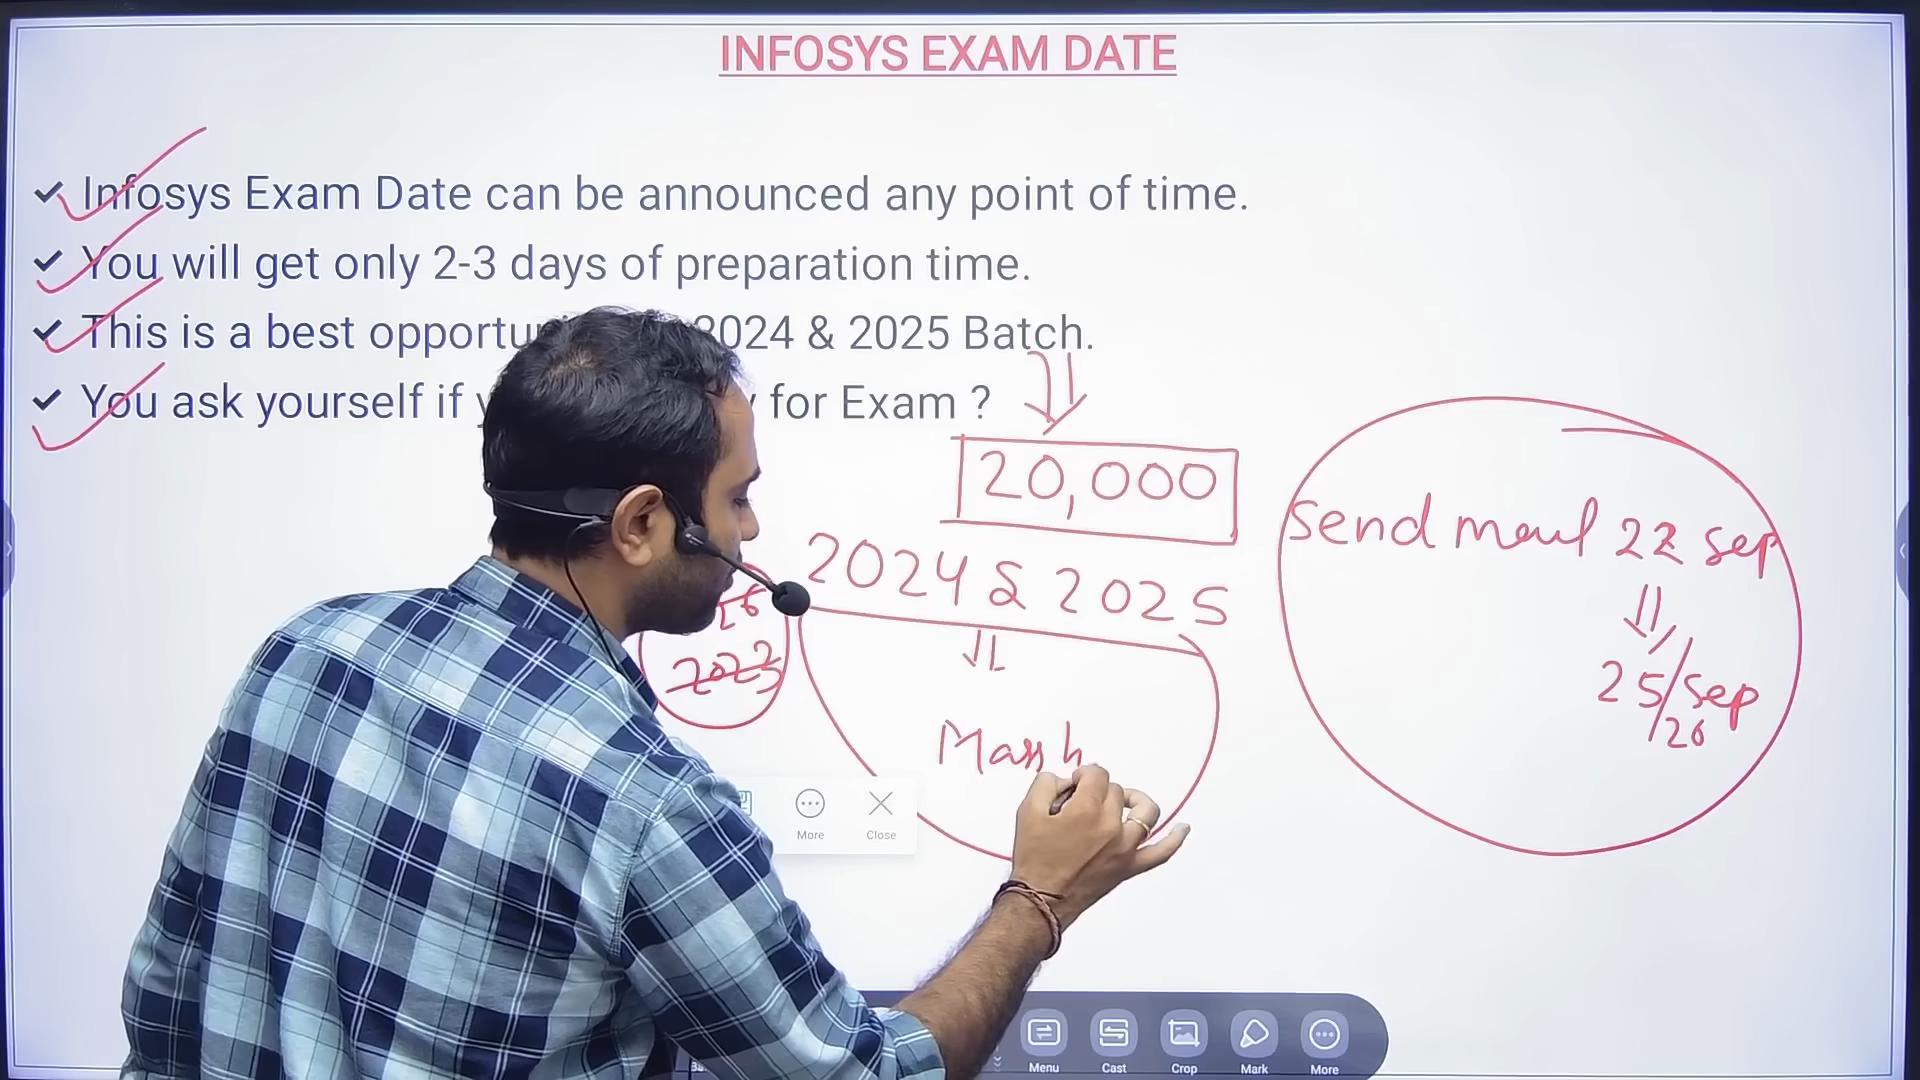 INFOSYS EXAM DATE
Infosys Exam Date can be announced any point of time.
You will get only 2-3 days of preparation time.
This is a best 2024 & 2025 Batch.
You ask yourself if for Exam ?
20,000
2024 & 2025
2023
Mass h
Send mail 22 Sep
25/Sep
/26
More
Close
Menu
Cast
Crop
Mark
More